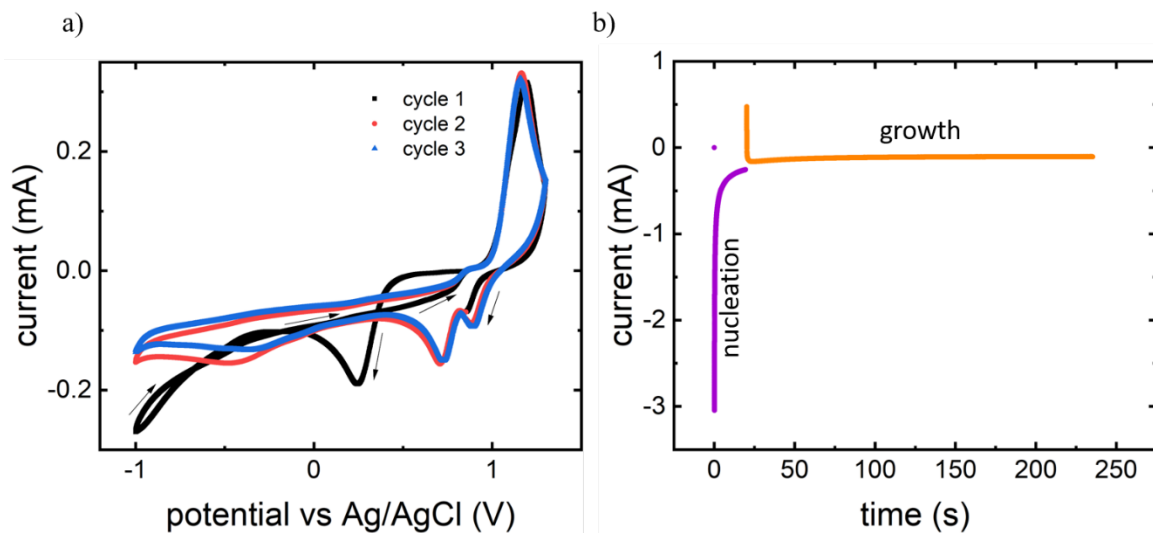 a)
b)
cycle 1
cycle 2
cycle 3
0.2
0.0
-0.2
-1
0
1
current (mA)
potential vs Ag/AgCl (V)
1
0
-1
-2
-3
growth
nucleation
0
50
100
150
200
250
current (mA)
time (s)